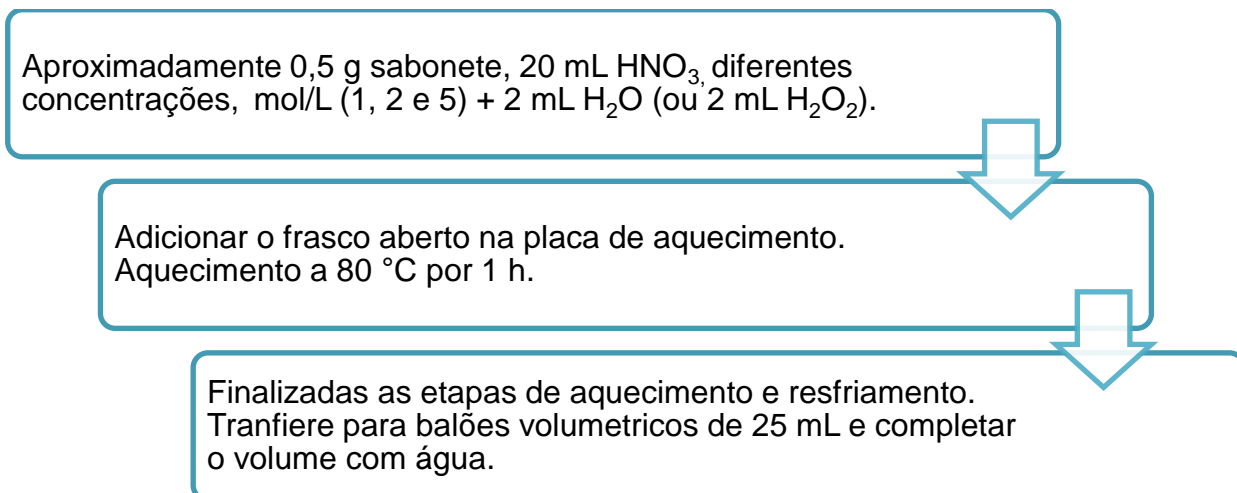 Aproximadamente 0,5 g sabonete, 20 mL HNO₃, diferentes
concentrações, mol/L (1, 2 e 5) + 2 mL H₂O (ou 2 mL H₂O₂).
Adicionar o frasco aberto na placa de aquecimento.
Aquecimento a 80 °C por 1 h.
Finalizadas as etapas de aquecimento e resfriamento.
Tranfiere para balões volumetricos de 25 mL e completar
o volume com água.